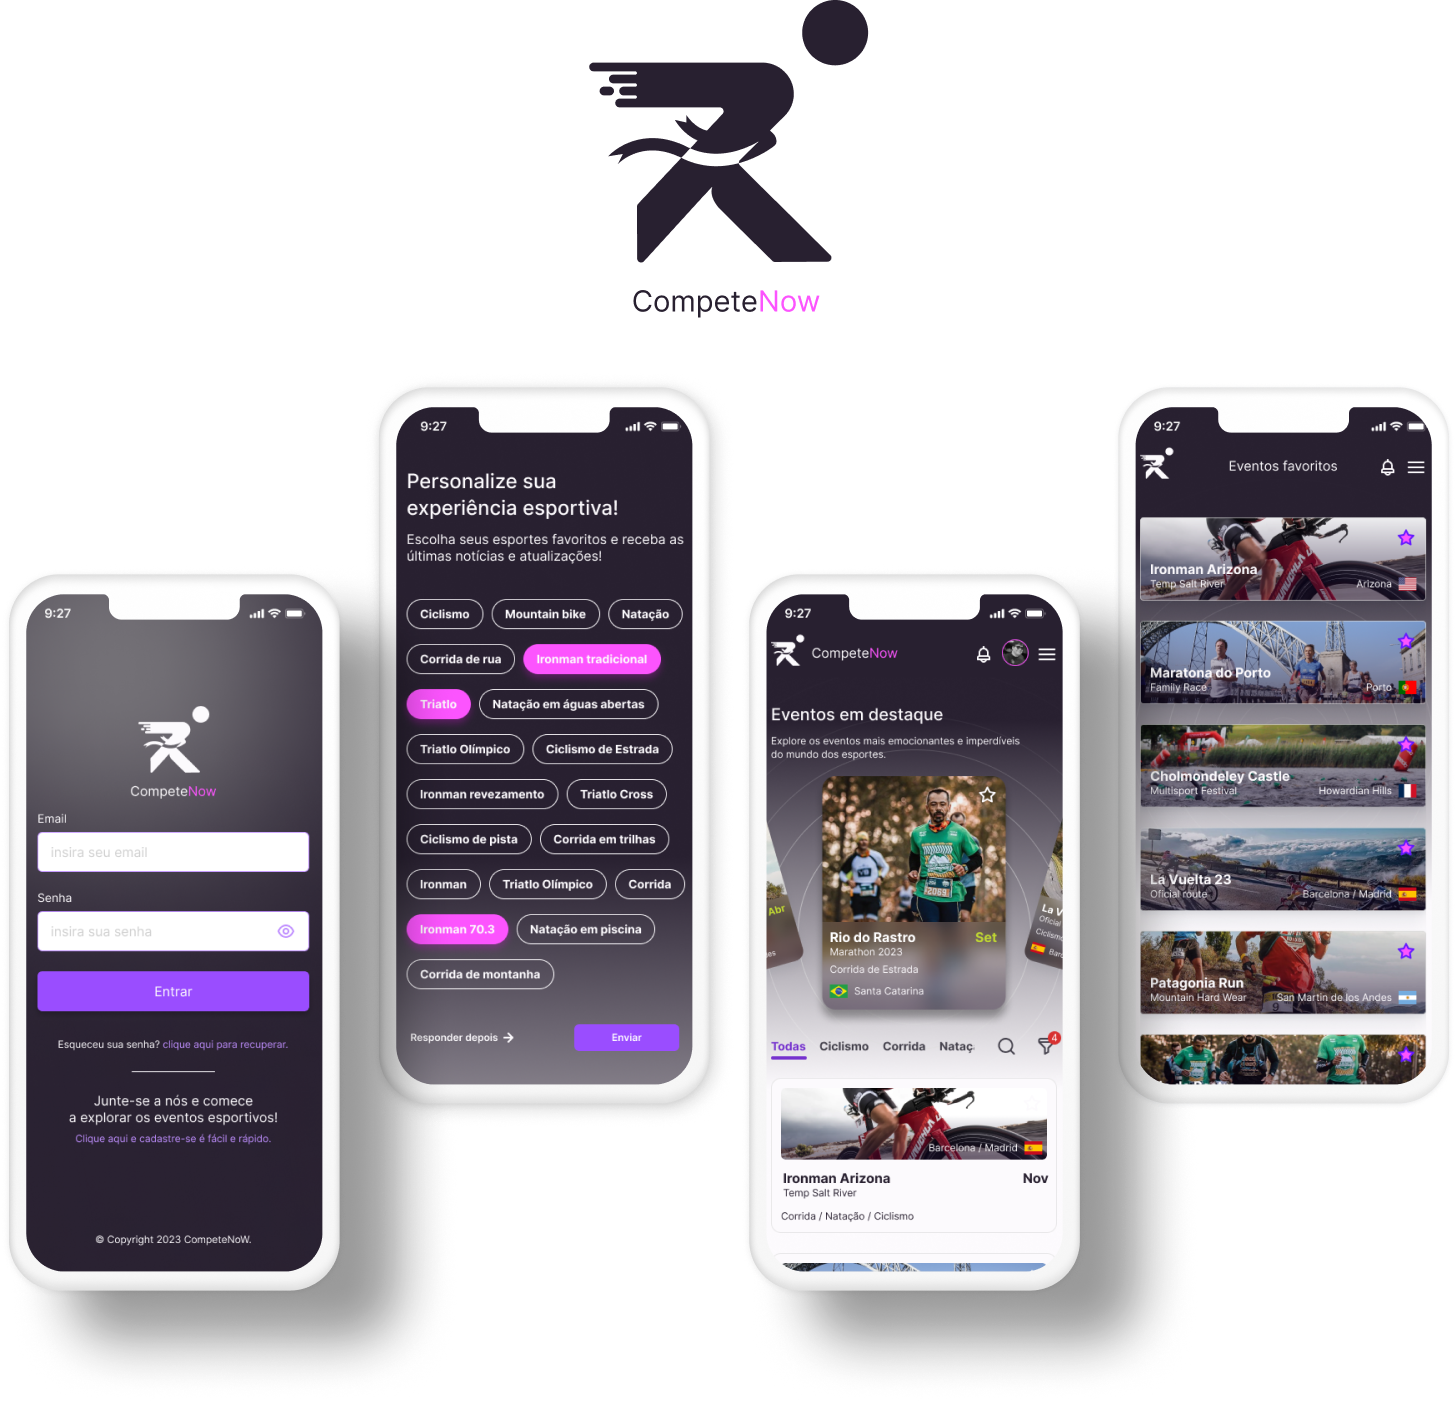 CompeteNow
9:27
CompeteNow
Email
insira seu email
Senha
insira sua senha
Entrar
Esqueceu sua senha? clique aqui para recuperar.
Junte-se a nós e comece
a explorar os eventos esportivos!
Clique aqui e cadastre-se é fácil e rápido.
© Copyright 2023 CompeteNoW.
9:27
Personalize sua
experiência esportiva!
Escolha seus esportes favoritos e receba as
últimas notícias e atualizações!
Ciclismo Mountain bike Natação
Corrida de rua Ironman tradicional
Triatlo Natação em águas abertas
Triatlo Olímpico Ciclismo de Estrada
Ironman revezamento Triatlo Cross
Ciclismo de pista Corrida em trilhas
Ironman Triatlo Olímpico Corrida
Ironman 70.3 Natação em piscina
Corrida de montanha
Responder depois Enviar
9:27
CompeteNow
Eventos em destaque
Explore os eventos mais emocionantes e imperdíveis
do mundo dos esportes.
Abr
es
2069
Rio do Rastro Set
Marathon 2023
Corrida de Estrada
Santa Catarina
La V
Oficial
Ciclism
Barc
Todas Ciclismo Corrida Nataç
4
Barcelona / Madrid
Ironman Arizona Nov
Temp Salt River
Corrida / Natação / Ciclismo
9:27
Eventos favoritos
Ironman Arizona
Temp Salt River Arizona
Maratona do Porto
Family Race Porto
Cholmondeley Castle
Multisport Festival Howardian Hills
La Vuelta 23
Oficial route Barcelona / Madrid
Patagonia Run
Mountain Hard Wear San Martin de los Andes